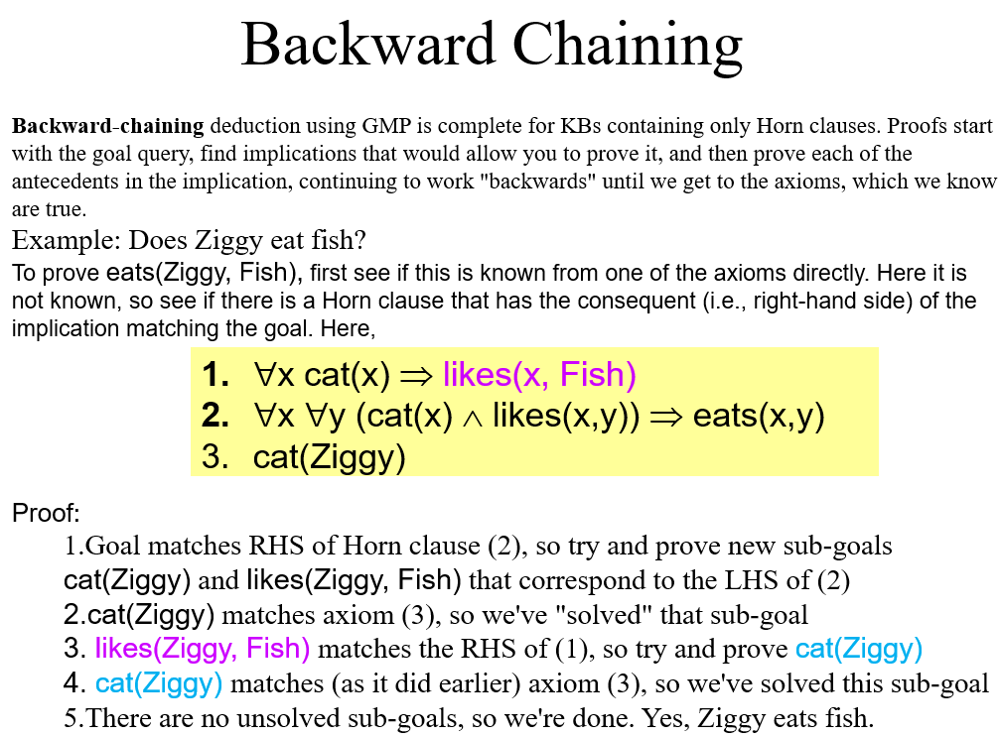 Backward Chaining
Backward-chaining deduction using GMP is complete for KBs containing only Horn clauses. Proofs start
with the goal query, find implications that would allow you to prove it, and then prove each of the
antecedents in the implication, continuing to work "backwards" until we get to the axioms, which we know
are true.
Example: Does Ziggy eat fish?
To prove eats(Ziggy, Fish), first see if this is known from one of the axioms directly. Here it is
not known, so see if there is a Horn clause that has the consequent (i.e., right-hand side) of the
implication matching the goal. Here,
1. ∀x cat(x) ⇒ likes(x, Fish)
2. ∀x ∀y (cat(x) ∧ likes(x,y)) ⇒ eats(x,y)
3. cat(Ziggy)
Proof:
1.Goal matches RHS of Horn clause (2), so try and prove new sub-goals
cat(Ziggy) and likes(Ziggy, Fish) that correspond to the LHS of (2)
2.cat(Ziggy) matches axiom (3), so we've "solved" that sub-goal
3. likes(Ziggy, Fish) matches the RHS of (1), so try and prove cat(Ziggy)
4. cat(Ziggy) matches (as it did earlier) axiom (3), so we've solved this sub-goal
5.There are no unsolved sub-goals, so we're done. Yes, Ziggy eats fish.